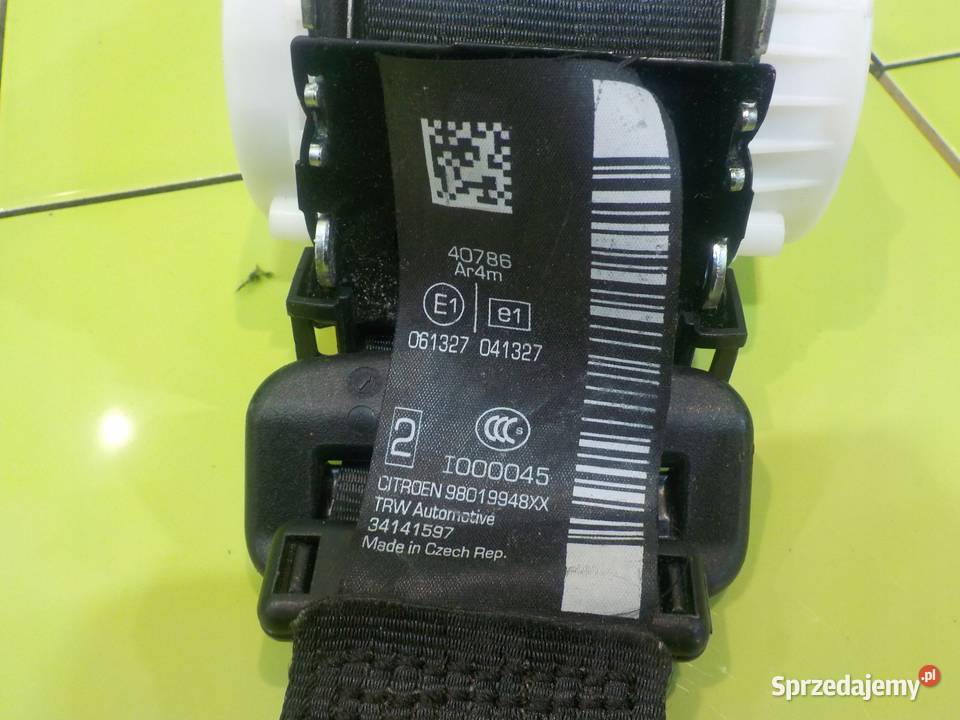 40786
Ar4m
E1 e1
061327 041327
2 CCC S
I000045
CITROEN 98019948XX
TRW Automotive
34141597
Made in Czech Rep.
Sprzedajemy.pl